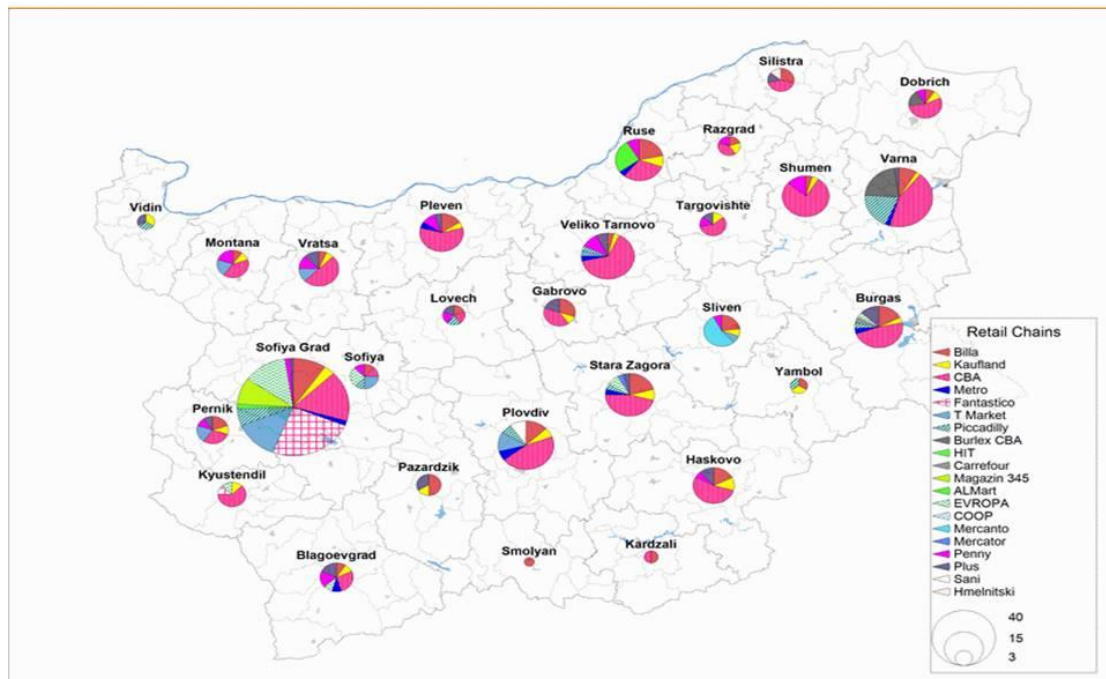 Silistra
Dobrich
Ruse
Razgrad
Varna
Shumen
Vidin
Pleven
Targovishte
Veliko Tarnovo
Montana
Vratsa
Lovech
Gabrovo
Sliven
Burgas
Sofiya Grad
Sofiya
Stara Zagora
Yambol
Pernik
Plovdiv
Kyustendil
Pazardzik
Haskovo
Blagoevgrad
Smolyan
Kardzali
Retail Chains
Billa
Kaufland
CBA
Metro
Fantastico
T Market
Piccadilly
Burlex CBA
HIT
Carrefour
Magazin 345
ALMart
EVROPA
COOP
Mercanto
Mercator
Penny
Plus
Sani
Hmelnitski
40
15
3